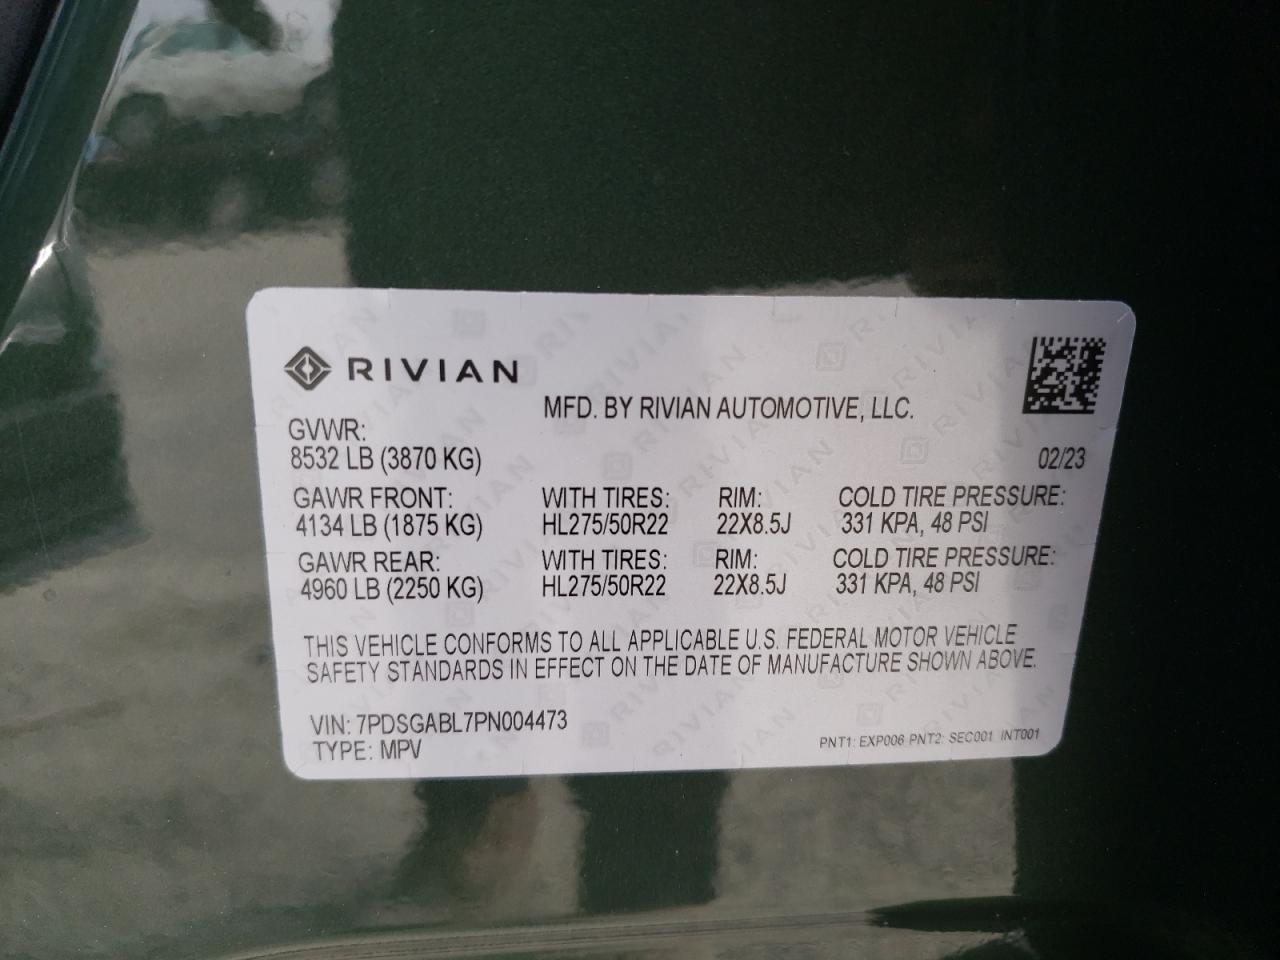 RIVIAN
MFD. BY RIVIAN AUTOMOTIVE, LLC.
GVWR:
8532 LB (3870 KG) 02/23
GAWR FRONT: WITH TIRES: RIM: COLD TIRE PRESSURE:
4134 LB (1875 KG) HL275/50R22 22X8.5J 331 KPA, 48 PSI
GAWR REAR: WITH TIRES: RIM: COLD TIRE PRESSURE:
4960 LB (2250 KG) HL275/50R22 22X8.5J 331 KPA, 48 PSI
THIS VEHICLE CONFORMS TO ALL APPLICABLE U.S. FEDERAL MOTOR VEHICLE
SAFETY STANDARDS IN EFFECT ON THE DATE OF MANUFACTURE SHOWN ABOVE.
VIN: 7PDSGABL7PN004473
TYPE: MPV PNT1: EXP006 PNT2: SEC001 INT001